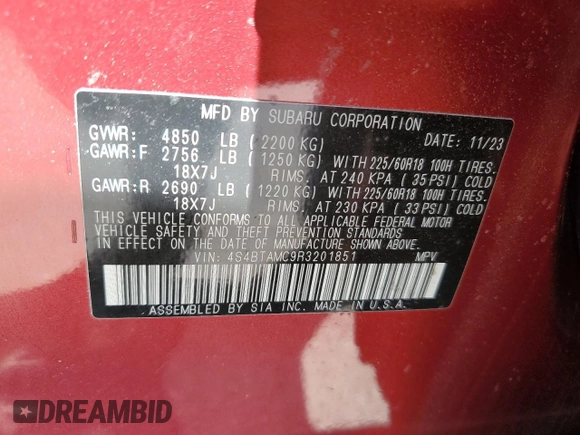 MFD BY SUBARU CORPORATION
GVWR: 4850 LB (2200 KG) DATE: 11/23
GAWR:F 2756 LB (1250 KG) WITH 225/60R18 100H TIRES.
18X7J RIMS, AT 240 KPA (35PSI) COLD
GAWR:R 2690 LB (1220 KG) WITH 225/60R18 100H TIRES.
18X7J RIMS, AT 230 KPA (33PSI) COLD
THIS VEHICLE CONFORMS TO ALL APPLICABLE FEDERAL MOTOR
VEHICLE SAFETY AND THEFT PREVENTION STANDARDS
IN EFFECT ON THE DATE OF MANUFACTURE SHOWN ABOVE.
VIN: 4S4BTAMC9R3201851 MPV
ASSEMBLED BY SIA INC. MADE IN U.S.A.
DREAMBID